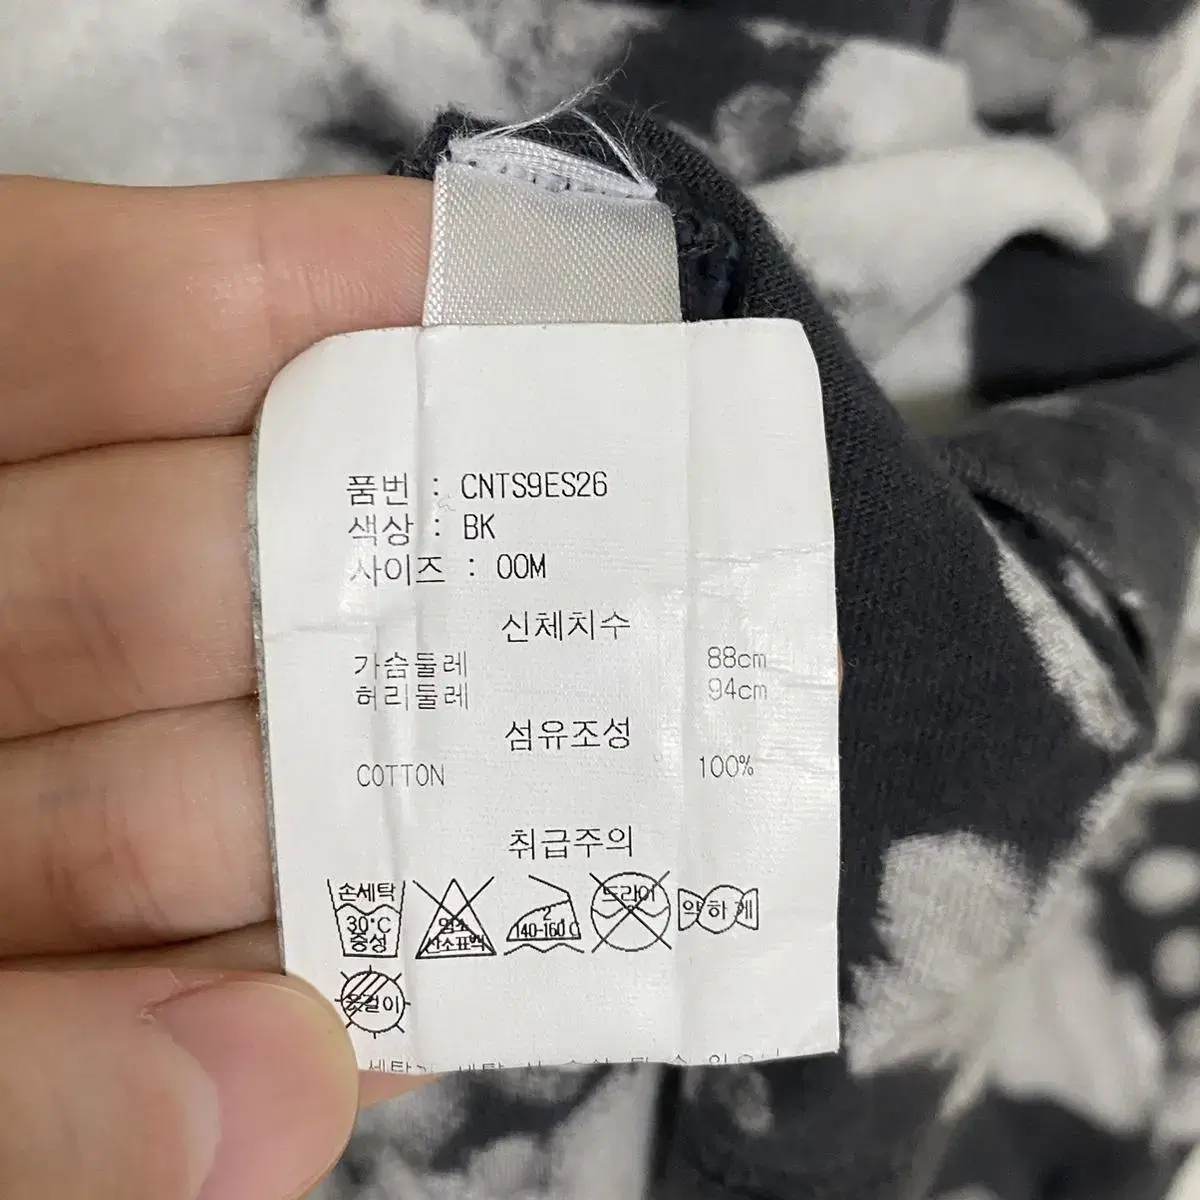 품번 : CNTS9ES26
색상 : BK
사이즈 : 00M
신체치수
가슴둘레 88cm
허리둘레 94cm
섬유조성
COTTON 100%
취급주의
손세탁
30°C
중성
염소
산소표백
2
140-160°C
드라이
약하게
옷걸이